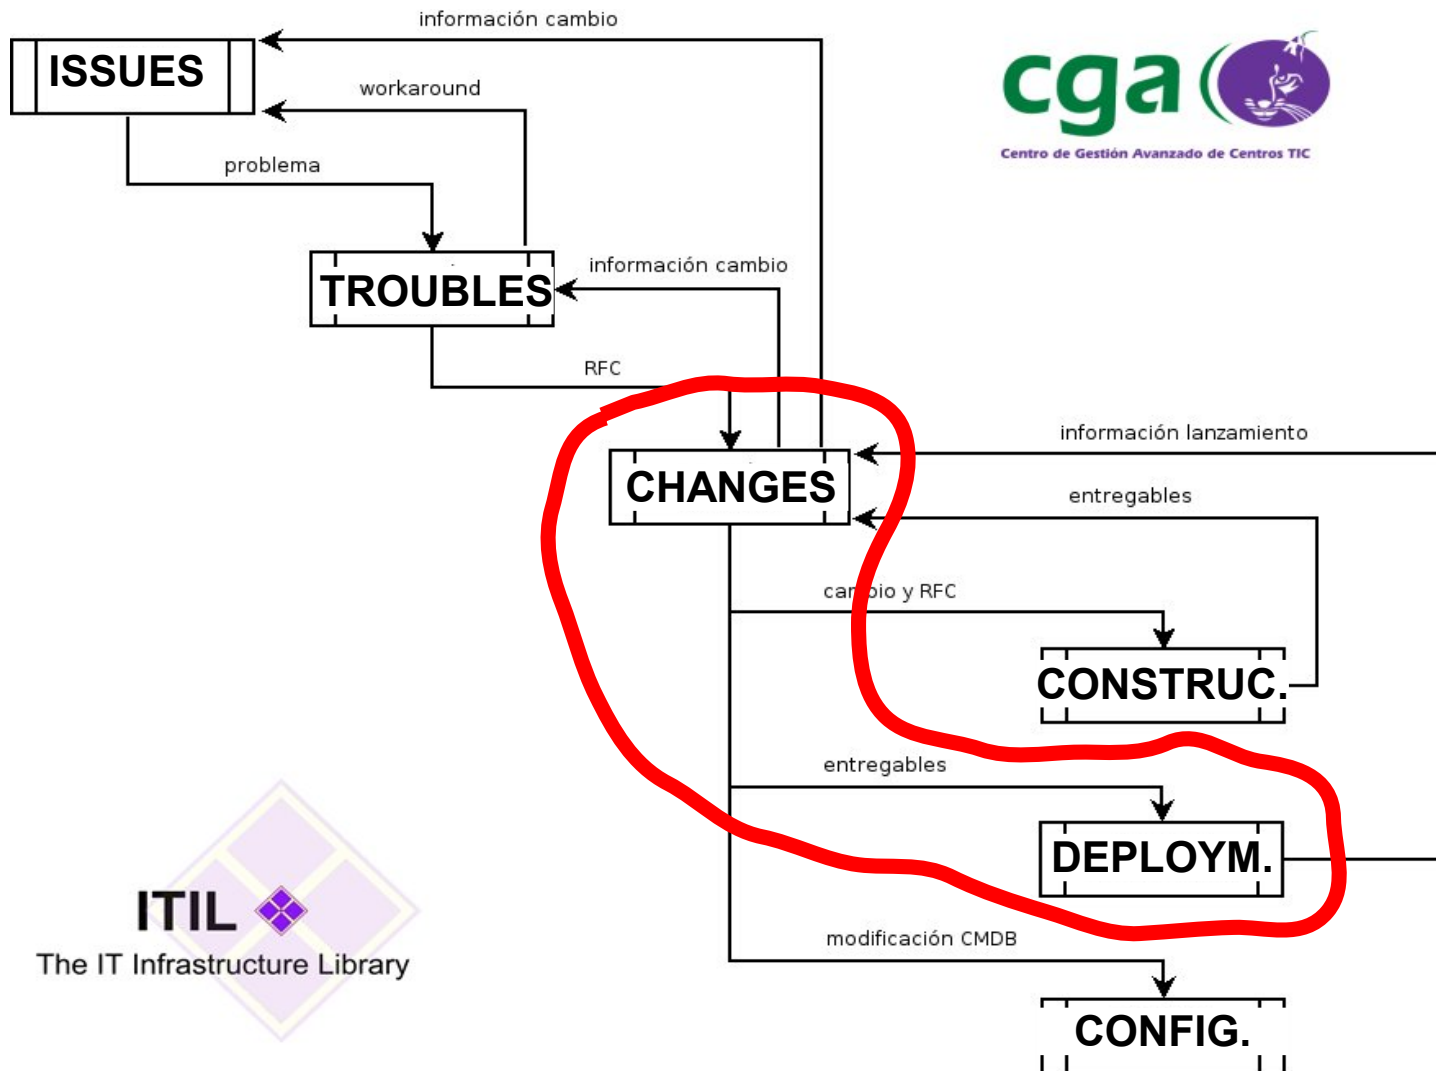 información cambio
ISSUES
workaround
problema
cga
Centro de Gestión Avanzado de Centros TIC
información cambio
TROUBLES
RFC
información lanzamiento
CHANGES
entregables
cambio y RFC
CONSTRUC.
entregables
DEPLOYM.
ITIL
The IT Infrastructure Library
modificación CMDB
CONFIG.